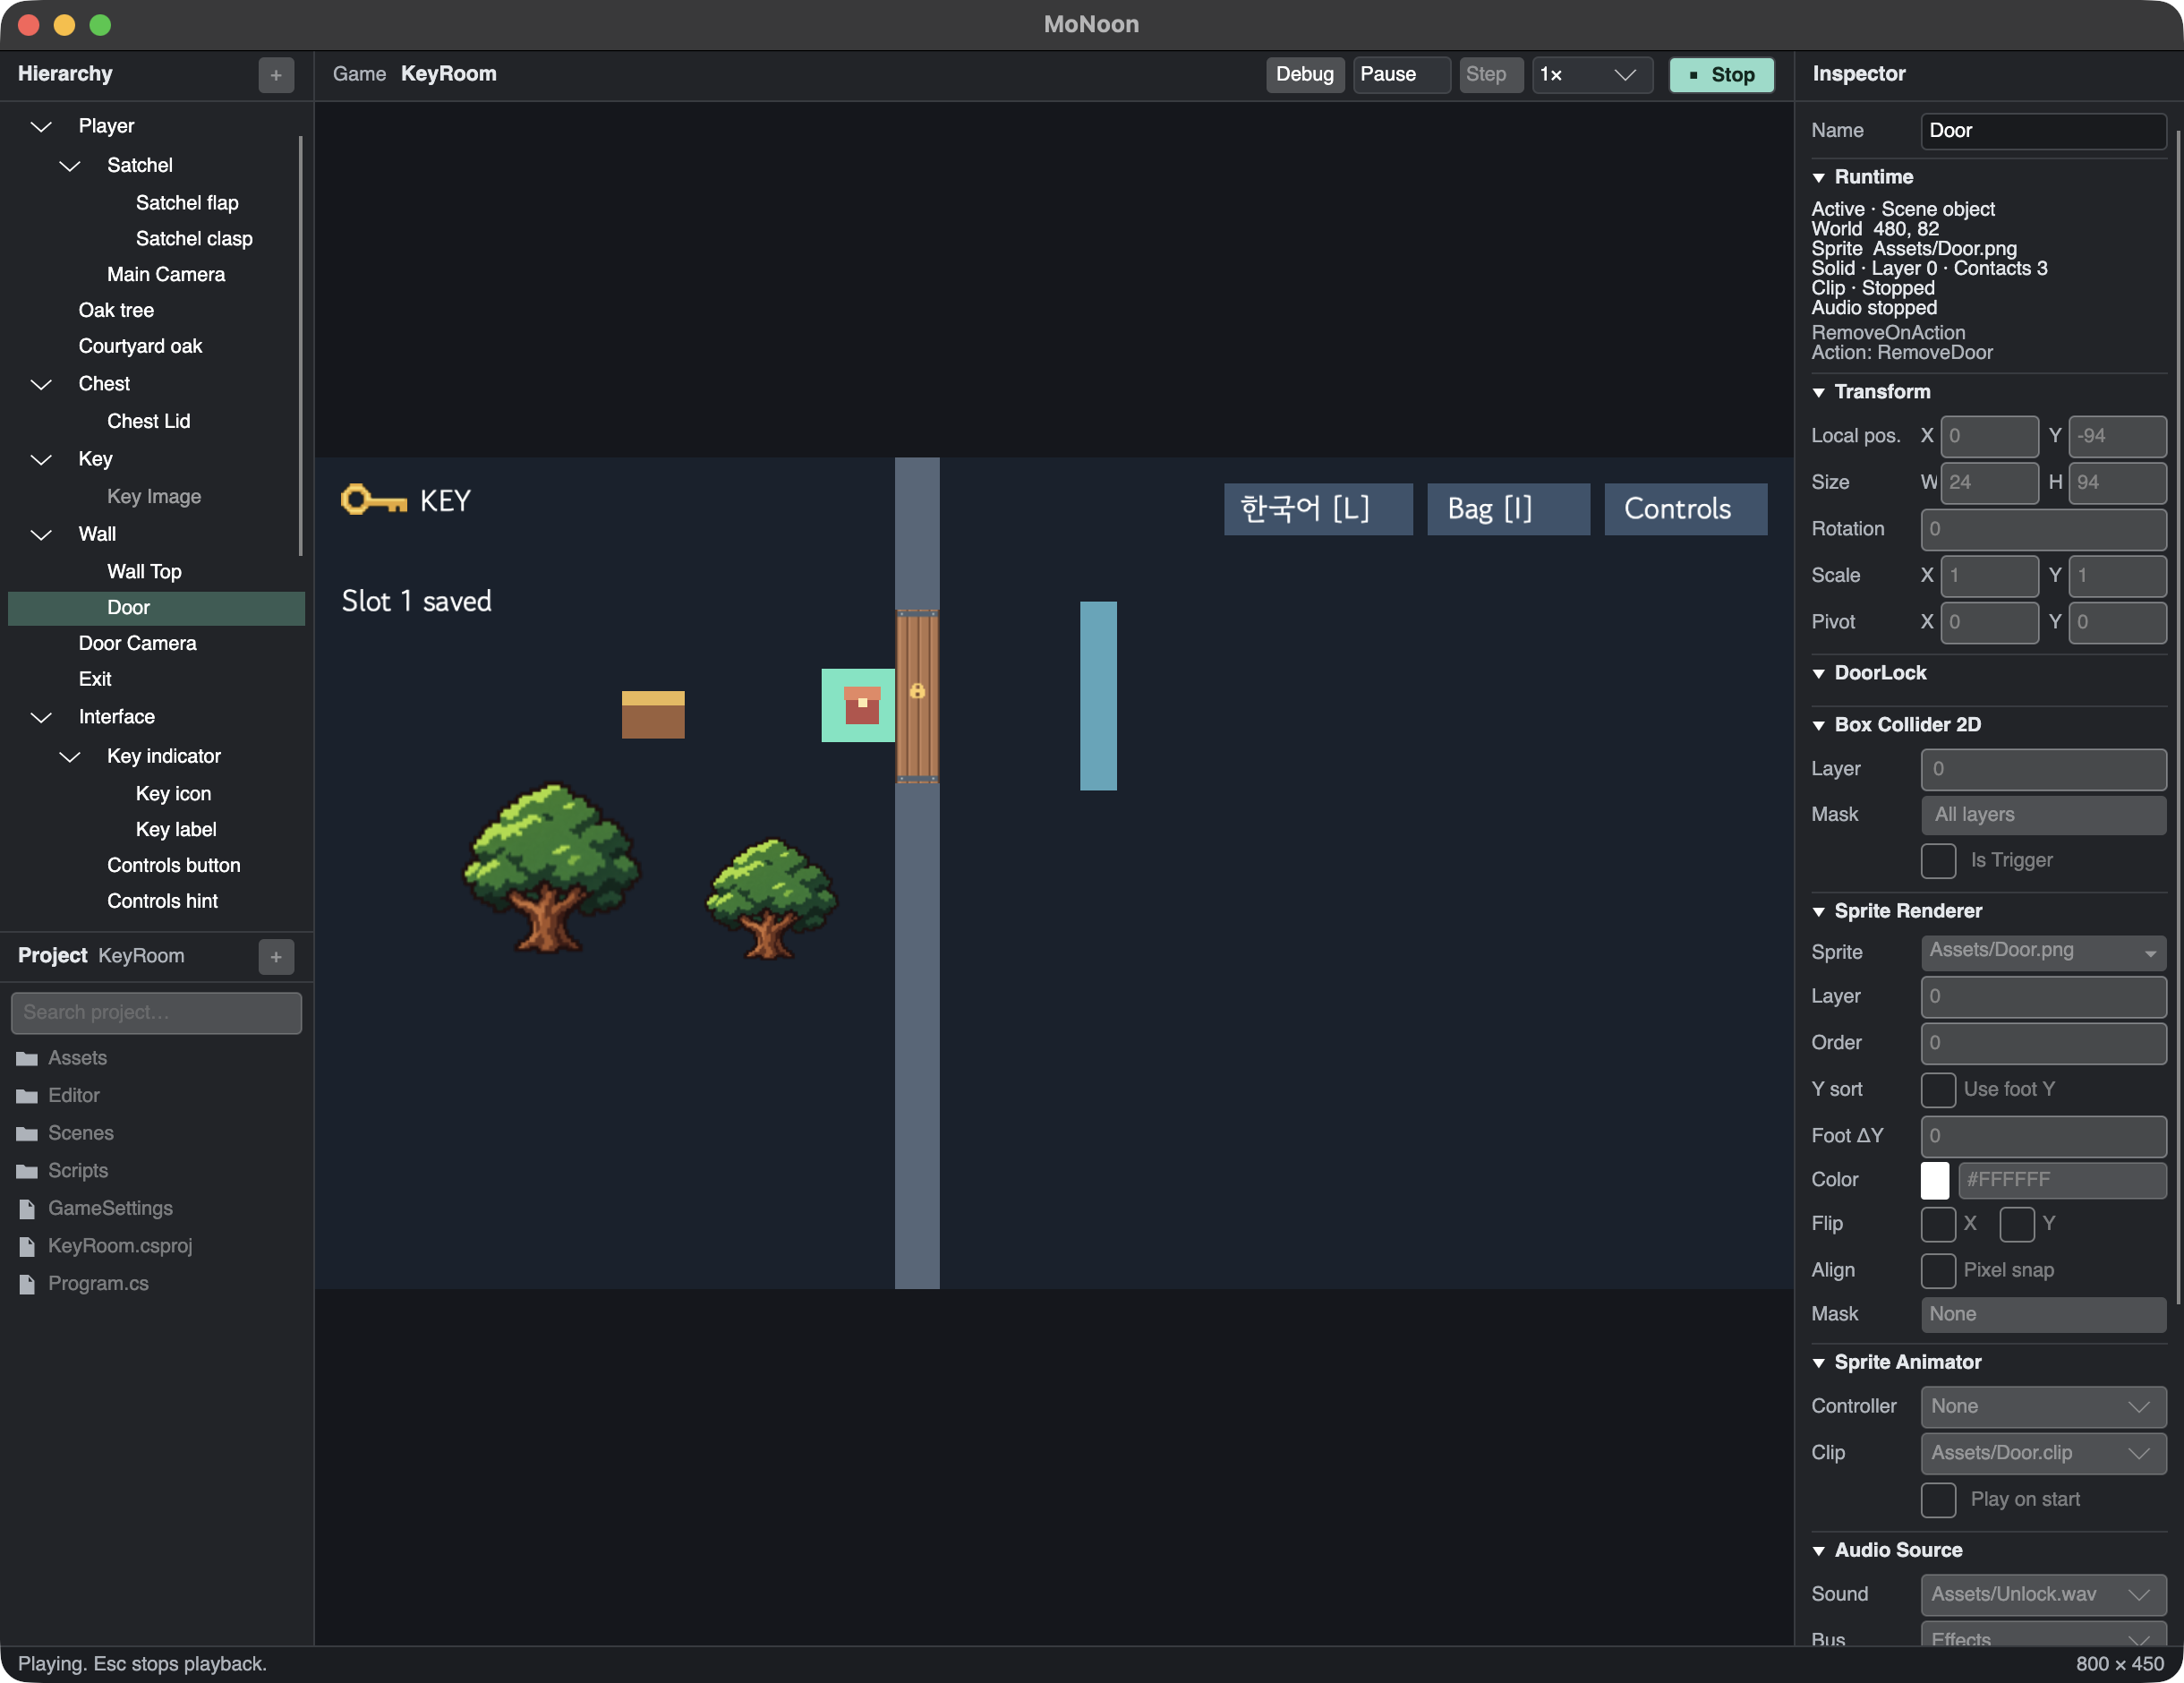 MoNoon
Hierarchy
+
Player
Satchel
Satchel flap
Satchel clasp
Main Camera
Oak tree
Courtyard oak
Chest
Chest Lid
Key
Key Image
Wall
Wall Top
Door
Door Camera
Exit
Interface
Key indicator
Key icon
Key label
Controls button
Controls hint
Project KeyRoom
+
Search project...
Assets
Editor
Scenes
Scripts
GameSettings
KeyRoom.csproj
Program.cs
Game KeyRoom
Debug Pause Step 1× Stop
KEY
한국어 [L] Bag [I] Controls
Slot 1 saved
Inspector
Name Door
Runtime
Active · Scene object
World 480, 82
Sprite Assets/Door.png
Solid · Layer 0 · Contacts 3
Clip · Stopped
Audio stopped
RemoveOnAction
Action: RemoveDoor
Transform
Local pos. X 0 Y -94
Size W 24 H 94
Rotation 0
Scale X 1 Y 1
Pivot X 0 Y 0
DoorLock
Box Collider 2D
Layer 0
Mask All layers
Is Trigger
Sprite Renderer
Sprite Assets/Door.png
Layer 0
Order 0
Y sort Use foot Y
Foot ΔY 0
Color #FFFFFF
Flip X Y
Align Pixel snap
Mask None
Sprite Animator
Controller None
Clip Assets/Door.clip
Play on start
Audio Source
Sound Assets/Unlock.wav
Bus Effects
Playing. Esc stops playback.
800 × 450